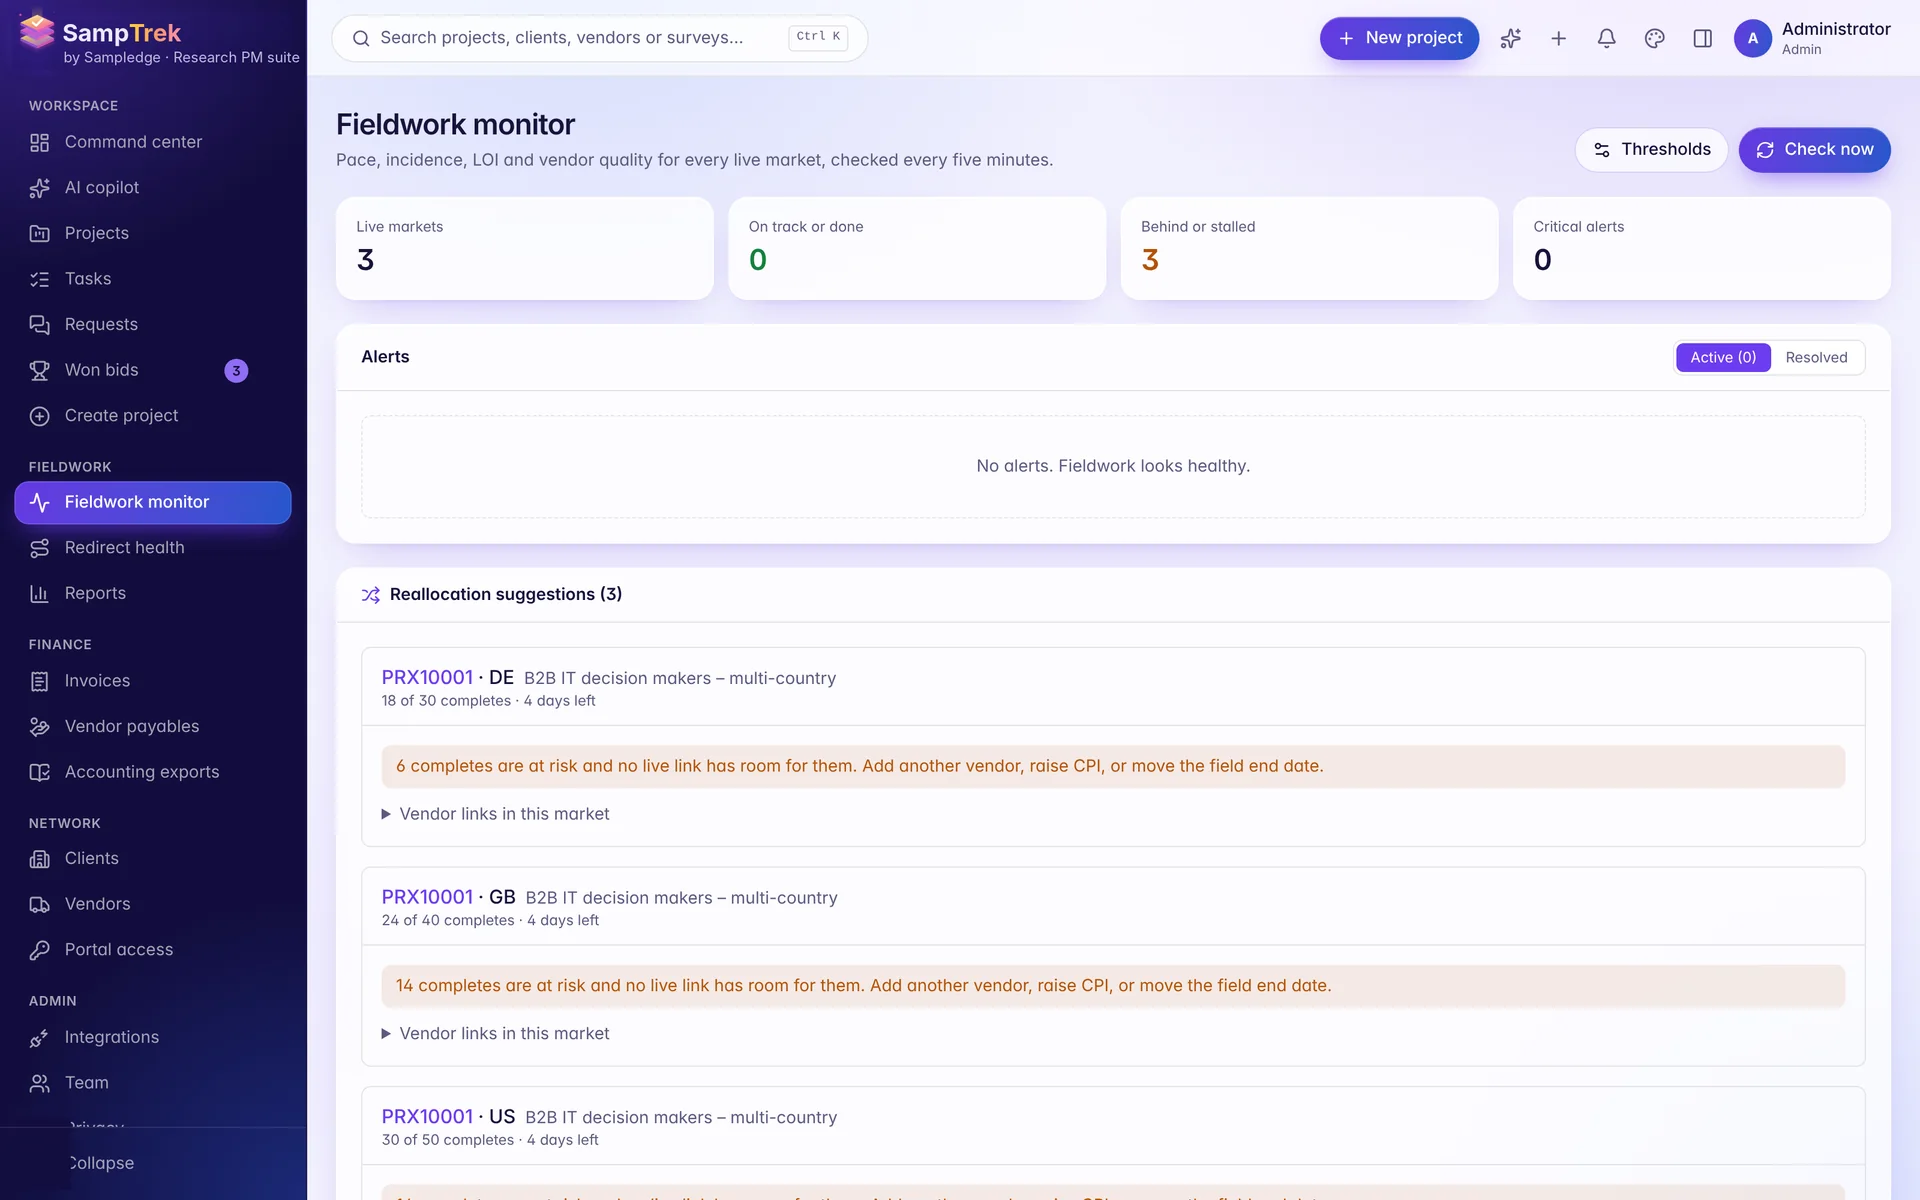 SampTrek
by Sampledge · Research PM suite
Search projects, clients, vendors or surveys...
Ctrl K
New project
A
Administrator
Admin
WORKSPACE
Command center
AI copilot
Projects
Tasks
Requests
Won bids
3
Create project
FIELDWORK
Fieldwork monitor
Redirect health
Reports
FINANCE
Invoices
Vendor payables
Accounting exports
NETWORK
Clients
Vendors
Portal access
ADMIN
Integrations
Team
Privacy
Collapse
Fieldwork monitor
Pace, incidence, LOI and vendor quality for every live market, checked every five minutes.
Thresholds
Check now
Live markets
3
On track or done
0
Behind or stalled
3
Critical alerts
0
Alerts
Active (0)
Resolved
No alerts. Fieldwork looks healthy.
Reallocation suggestions (3)
PRX10001 · DE B2B IT decision makers – multi-country
18 of 30 completes · 4 days left
6 completes are at risk and no live link has room for them. Add another vendor, raise CPI, or move the field end date.
Vendor links in this market
PRX10001 · GB B2B IT decision makers – multi-country
24 of 40 completes · 4 days left
14 completes are at risk and no live link has room for them. Add another vendor, raise CPI, or move the field end date.
Vendor links in this market
PRX10001 · US B2B IT decision makers – multi-country
30 of 50 completes · 4 days left